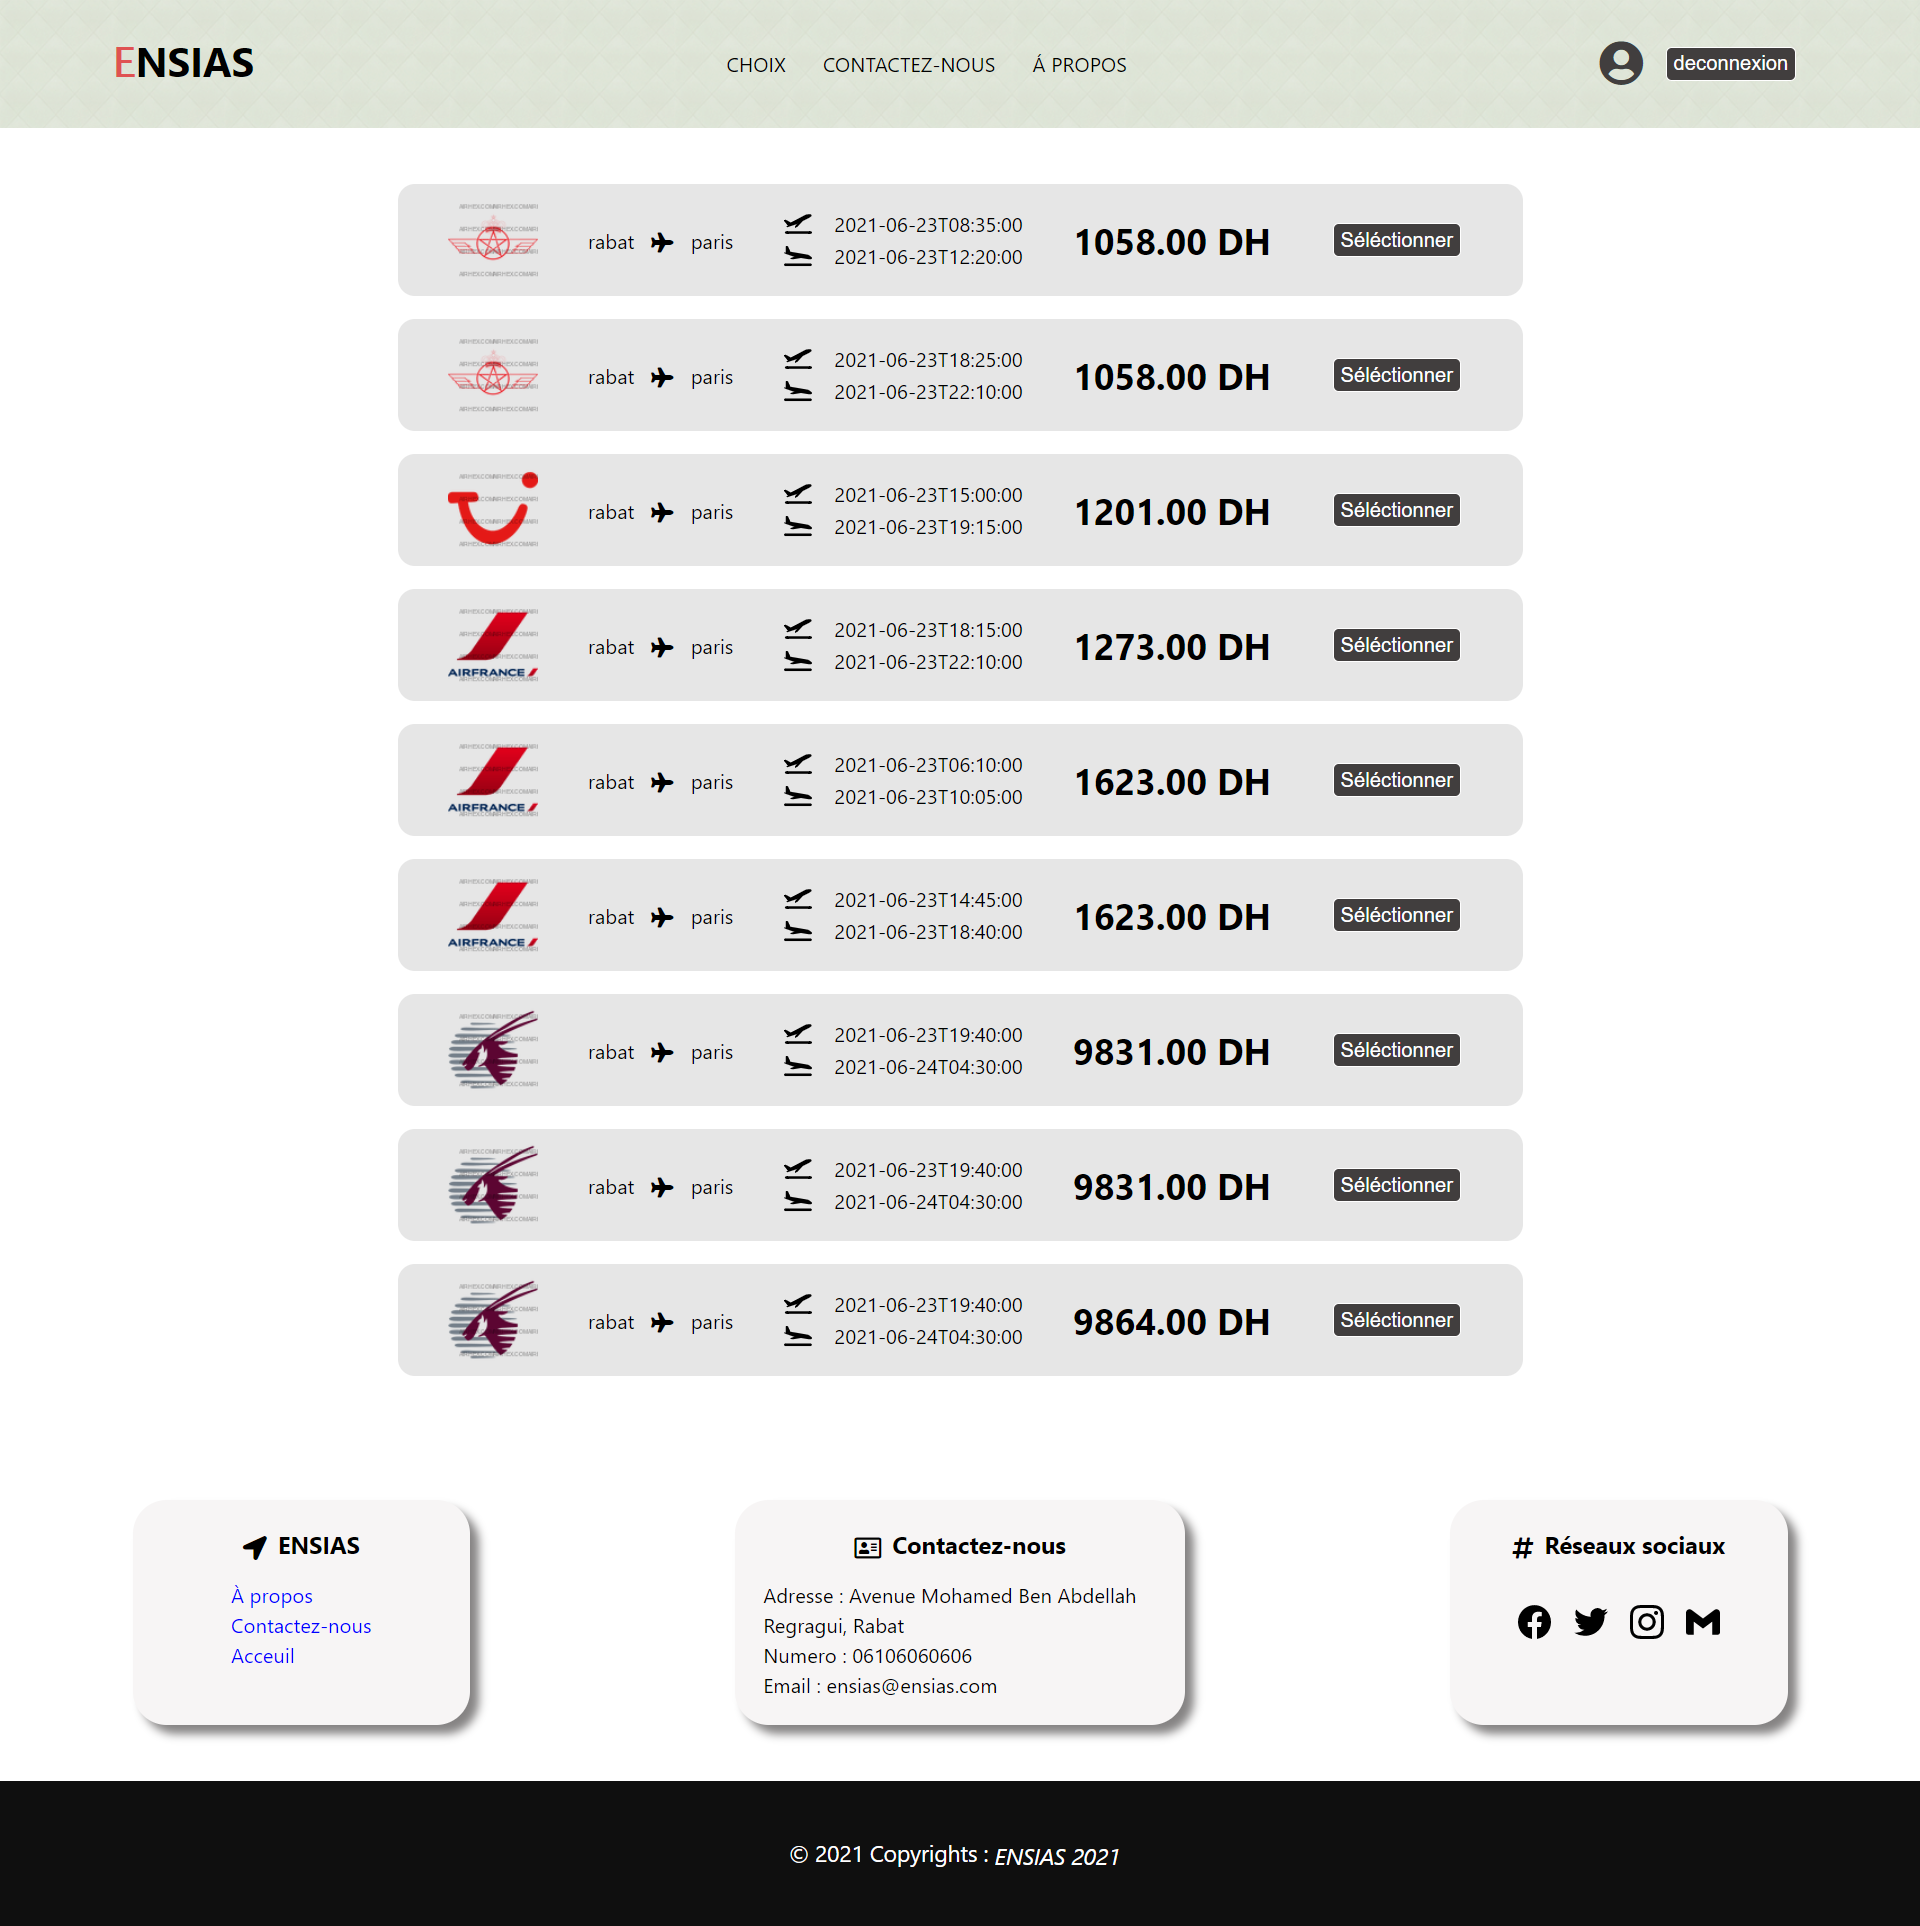 ENSIAS
CHOIX CONTACTEZ-NOUS Á PROPOS
deconnexion
rabat paris
2021-06-23T08:35:00
2021-06-23T12:20:00
1058.00 DH
Séléctionner
rabat paris
2021-06-23T18:25:00
2021-06-23T22:10:00
1058.00 DH
Séléctionner
rabat paris
2021-06-23T15:00:00
2021-06-23T19:15:00
1201.00 DH
Séléctionner
AIRFRANCE
rabat paris
2021-06-23T18:15:00
2021-06-23T22:10:00
1273.00 DH
Séléctionner
AIRFRANCE
rabat paris
2021-06-23T06:10:00
2021-06-23T10:05:00
1623.00 DH
Séléctionner
AIRFRANCE
rabat paris
2021-06-23T14:45:00
2021-06-23T18:40:00
1623.00 DH
Séléctionner
rabat paris
2021-06-23T19:40:00
2021-06-24T04:30:00
9831.00 DH
Séléctionner
rabat paris
2021-06-23T19:40:00
2021-06-24T04:30:00
9831.00 DH
Séléctionner
rabat paris
2021-06-23T19:40:00
2021-06-24T04:30:00
9864.00 DH
Séléctionner
ENSIAS
À propos
Contactez-nous
Acceuil
Contactez-nous
Adresse : Avenue Mohamed Ben Abdellah
Regragui, Rabat
Numero : 06106060606
Email : ensias@ensias.com
# Réseaux sociaux
© 2021 Copyrights : ENSIAS 2021